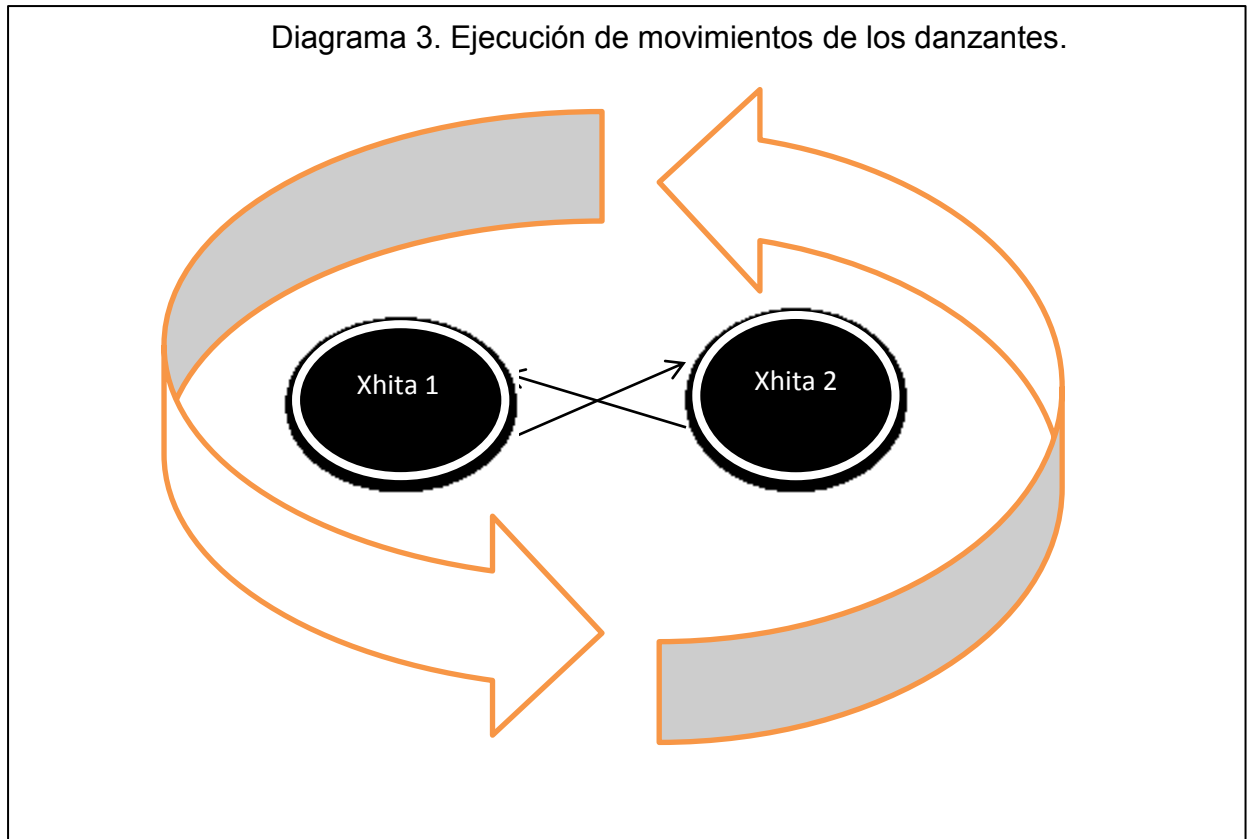 Diagrama 3. Ejecución de movimientos de los danzantes.
Xhita 1
Xhita 2